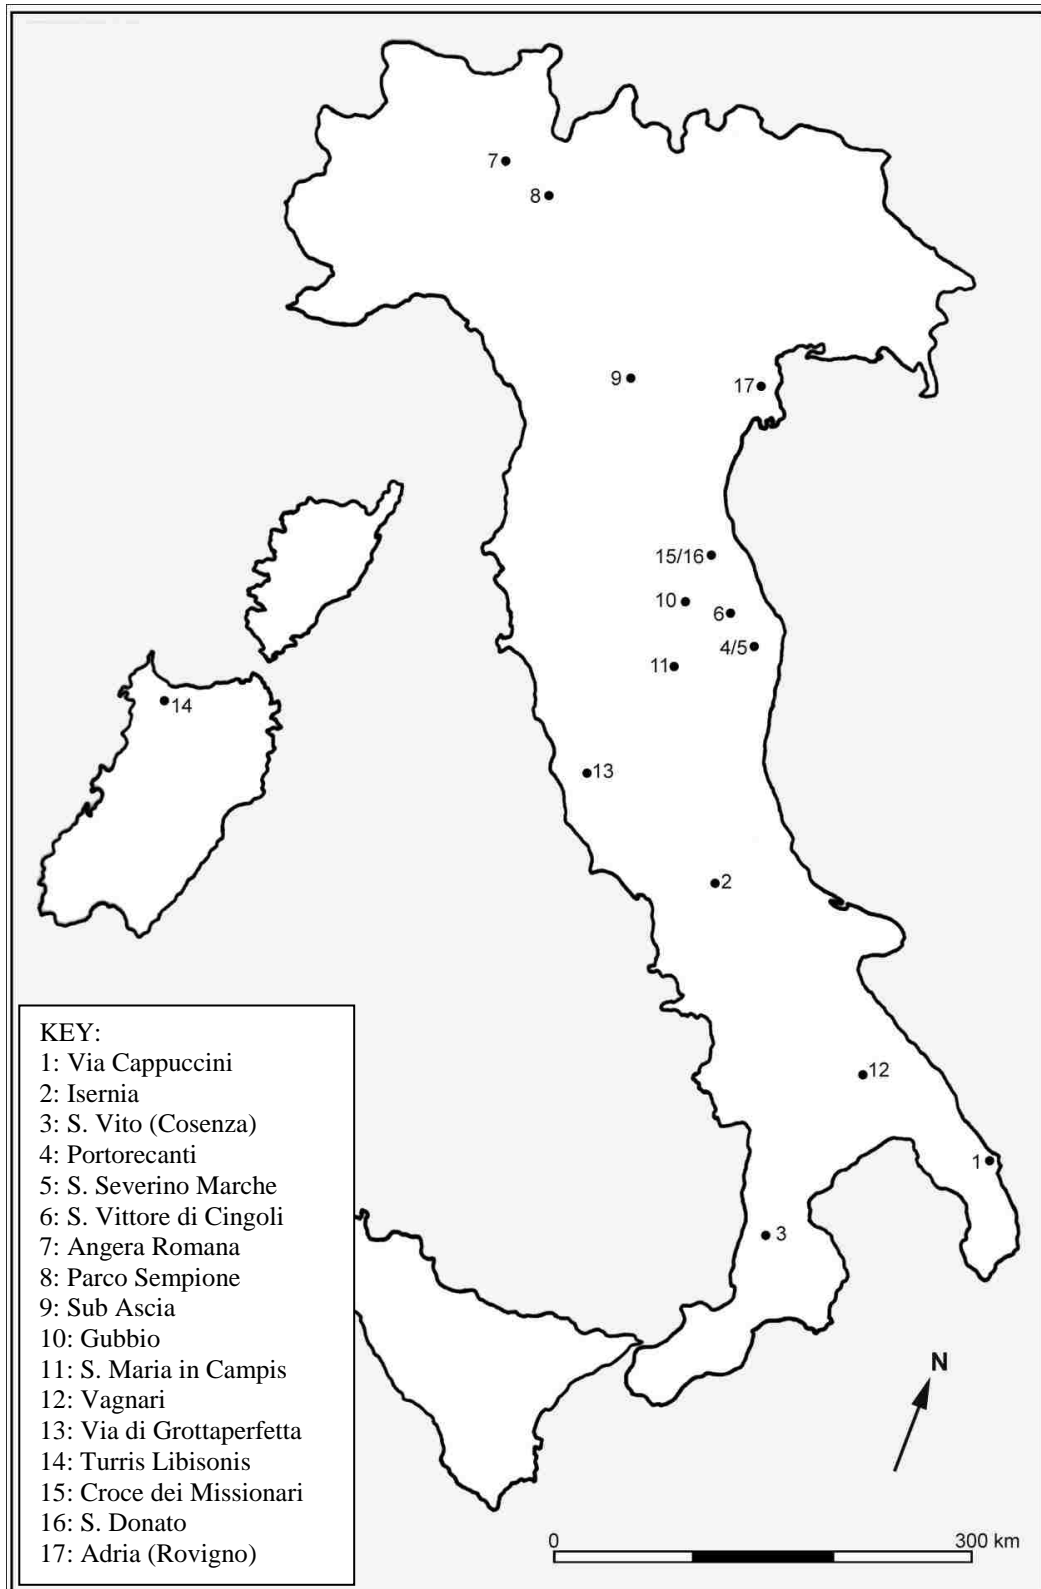 7
8
9
17
15/16
10
6
4/5
11
14
13
2
12
1
3
N
0
300 km
KEY:
1: Via Cappuccini
2: Isernia
3: S. Vito (Cosenza)
4: Portorecanti
5: S. Severino Marche
6: S. Vittore di Cingoli
7: Angera Romana
8: Parco Sempione
9: Sub Ascia
10: Gubbio
11: S. Maria in Campis
12: Vagnari
13: Via di Grottaperfetta
14: Turris Libisonis
15: Croce dei Missionari
16: S. Donato
17: Adria (Rovigno)